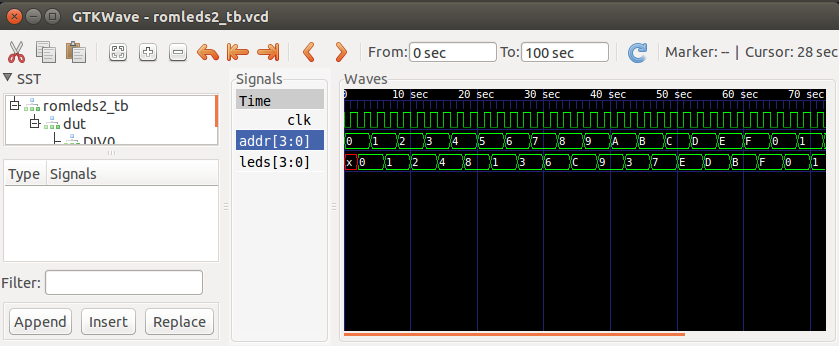 GTKWave - romleds2_tb.vcd
From: 0 sec To: 100 sec Marker: -- | Cursor: 28 sec
SST
romleds2_tb
dut
DIV0
Type Signals
Filter:
Append Insert Replace
Signals
Time
clk
addr[3:0]
leds[3:0]
Waves
0 10 sec 20 sec 30 sec 40 sec 50 sec 60 sec 70 sec
0 1 2 3 4 5 6 7 8 9 A B C D E F 0 1
x 0 1 2 4 8 1 3 6 C 9 3 7 E D B F 0 1